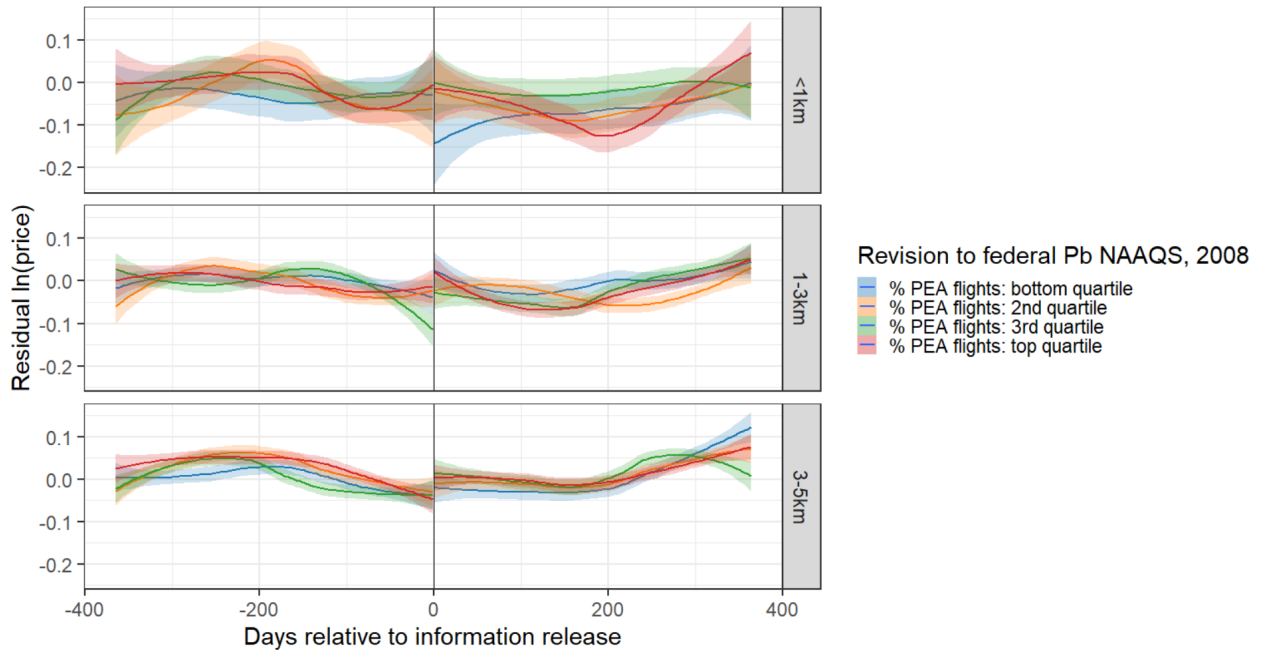 0.1
0.0
-0.1
-0.2
<1km
0.1
0.0
-0.1
-0.2
1-3km
0.1
0.0
-0.1
-0.2
3-5km
-400
-200
0
200
400
Days relative to information release
Residual ln(price)
Revision to federal Pb NAAQS, 2008
% PEA flights: bottom quartile
% PEA flights: 2nd quartile
% PEA flights: 3rd quartile
% PEA flights: top quartile